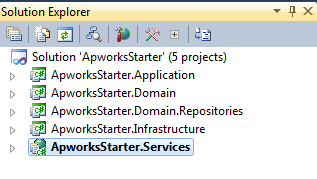 Solution Explorer
Solution 'ApworksStarter' (5 projects)
ApworksStarter.Application
ApworksStarter.Domain
ApworksStarter.Domain.Repositories
ApworksStarter.Infrastructure
ApworksStarter.Services